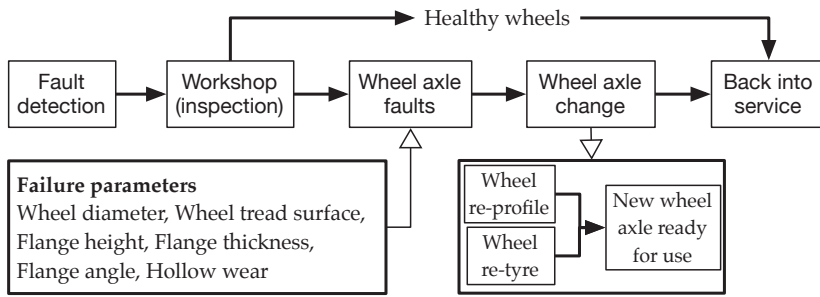 Healthy wheels
Fault
detection
Workshop
(inspection)
Wheel axle
faults
Wheel axle
change
Back into
service
Failure parameters
Wheel diameter, Wheel tread surface,
Flange height, Flange thickness,
Flange angle, Hollow wear
Wheel
re-profile
Wheel
re-tyre
New wheel
axle ready
for use